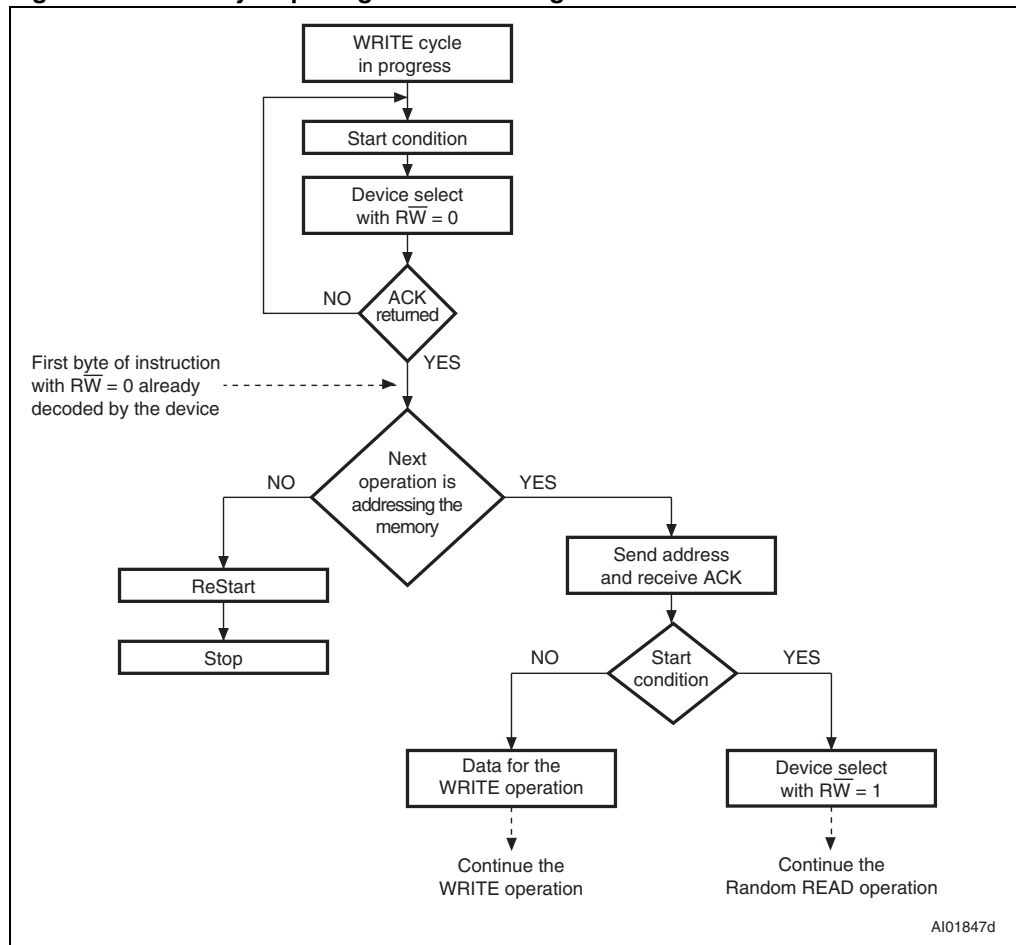 WRITE cycle
in progress
Start condition
Device select
with RW̅ = 0
NO
ACK
returned
YES
First byte of instruction
with RW̅ = 0 already
decoded by the device
Next
operation is
addressing the
memory
NO
YES
Send address
and receive ACK
ReStart
Stop
Start
condition
NO
YES
Data for the
WRITE operation
Device select
with RW̅ = 1
Continue the
WRITE operation
Continue the
Random READ operation
AI01847d